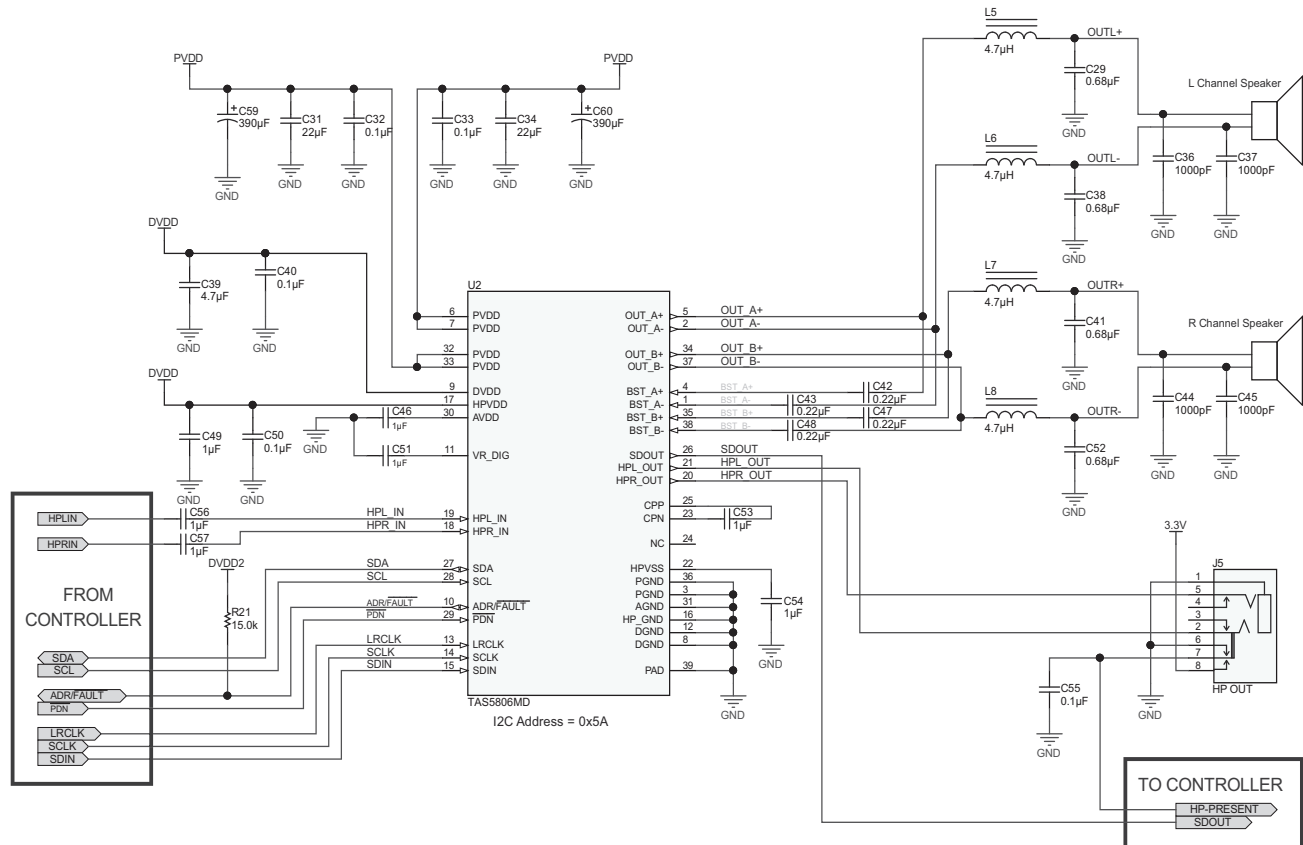 PVDD
C59
390µF
C31
22µF
C32
0.1µF
GND
GND
GND
PVDD
C33
0.1µF
C34
22µF
C60
390µF
GND
GND
GND
DVDD
C39
4.7µF
C40
0.1µF
GND
GND
DVDD
C49
1µF
C50
0.1µF
GND
GND
C46
1µF
C51
1µF
GND
U2
6 PVDD
7 PVDD
32 PVDD
33 PVDD
9 DVDD
17 HPVDD
30 AVDD
11 VR_DIG
HPL_IN 19 HPL_IN
HPR_IN 18 HPR_IN
SDA 27 SDA
SCL 28 SCL
ADR/FAULT 10 ADR/FAULT
PDN 29 PDN
LRCLK 13 LRCLK
SCLK 14 SCLK
SDIN 15 SDIN
OUT_A+ 5 OUT_A+
OUT_A- 2 OUT_A-
OUT_B+ 34 OUT_B+
OUT_B- 37 OUT_B-
BST_A+ 4 BST_A+
BST_A- 1 BST_A-
BST_B+ 35 BST_B+
BST_B- 38 BST_B-
SDOUT 26 SDOUT
HPL_OUT 21 HPL_OUT
HPR_OUT 20 HPR_OUT
CPP 25
CPN 23
NC 24
HPVSS 22
PGND 36
PGND 3
AGND 31
HP_GND 16
DGND 12
DGND 8
PAD 39
TAS5806MD
I2C Address = 0x5A
C42
0.22µF
C43
0.22µF
C47
0.22µF
C48
0.22µF
C53
1µF
C54
1µF
GND
GND
L5
4.7µH
OUTL+
C29
0.68µF
GND
L6
4.7µH
OUTL-
C38
0.68µF
GND
L Channel Speaker
C36
1000pF
C37
1000pF
GND
GND
L7
4.7µH
OUTR+
C41
0.68µF
GND
L8
4.7µH
OUTR-
C52
0.68µF
GND
R Channel Speaker
C44
1000pF
C45
1000pF
GND
GND
3.3V
J5
1
5
4
3
2
6
7
8
HP OUT
C55
0.1µF
GND
GND
HPLIN
C56
1µF
HPRIN
C57
1µF
DVDD2
R21
15.0k
FROM
CONTROLLER
SDA
SCL
ADR/FAULT
PDN
LRCLK
SCLK
SDIN
TO CONTROLLER
HP-PRESENT
SDOUT